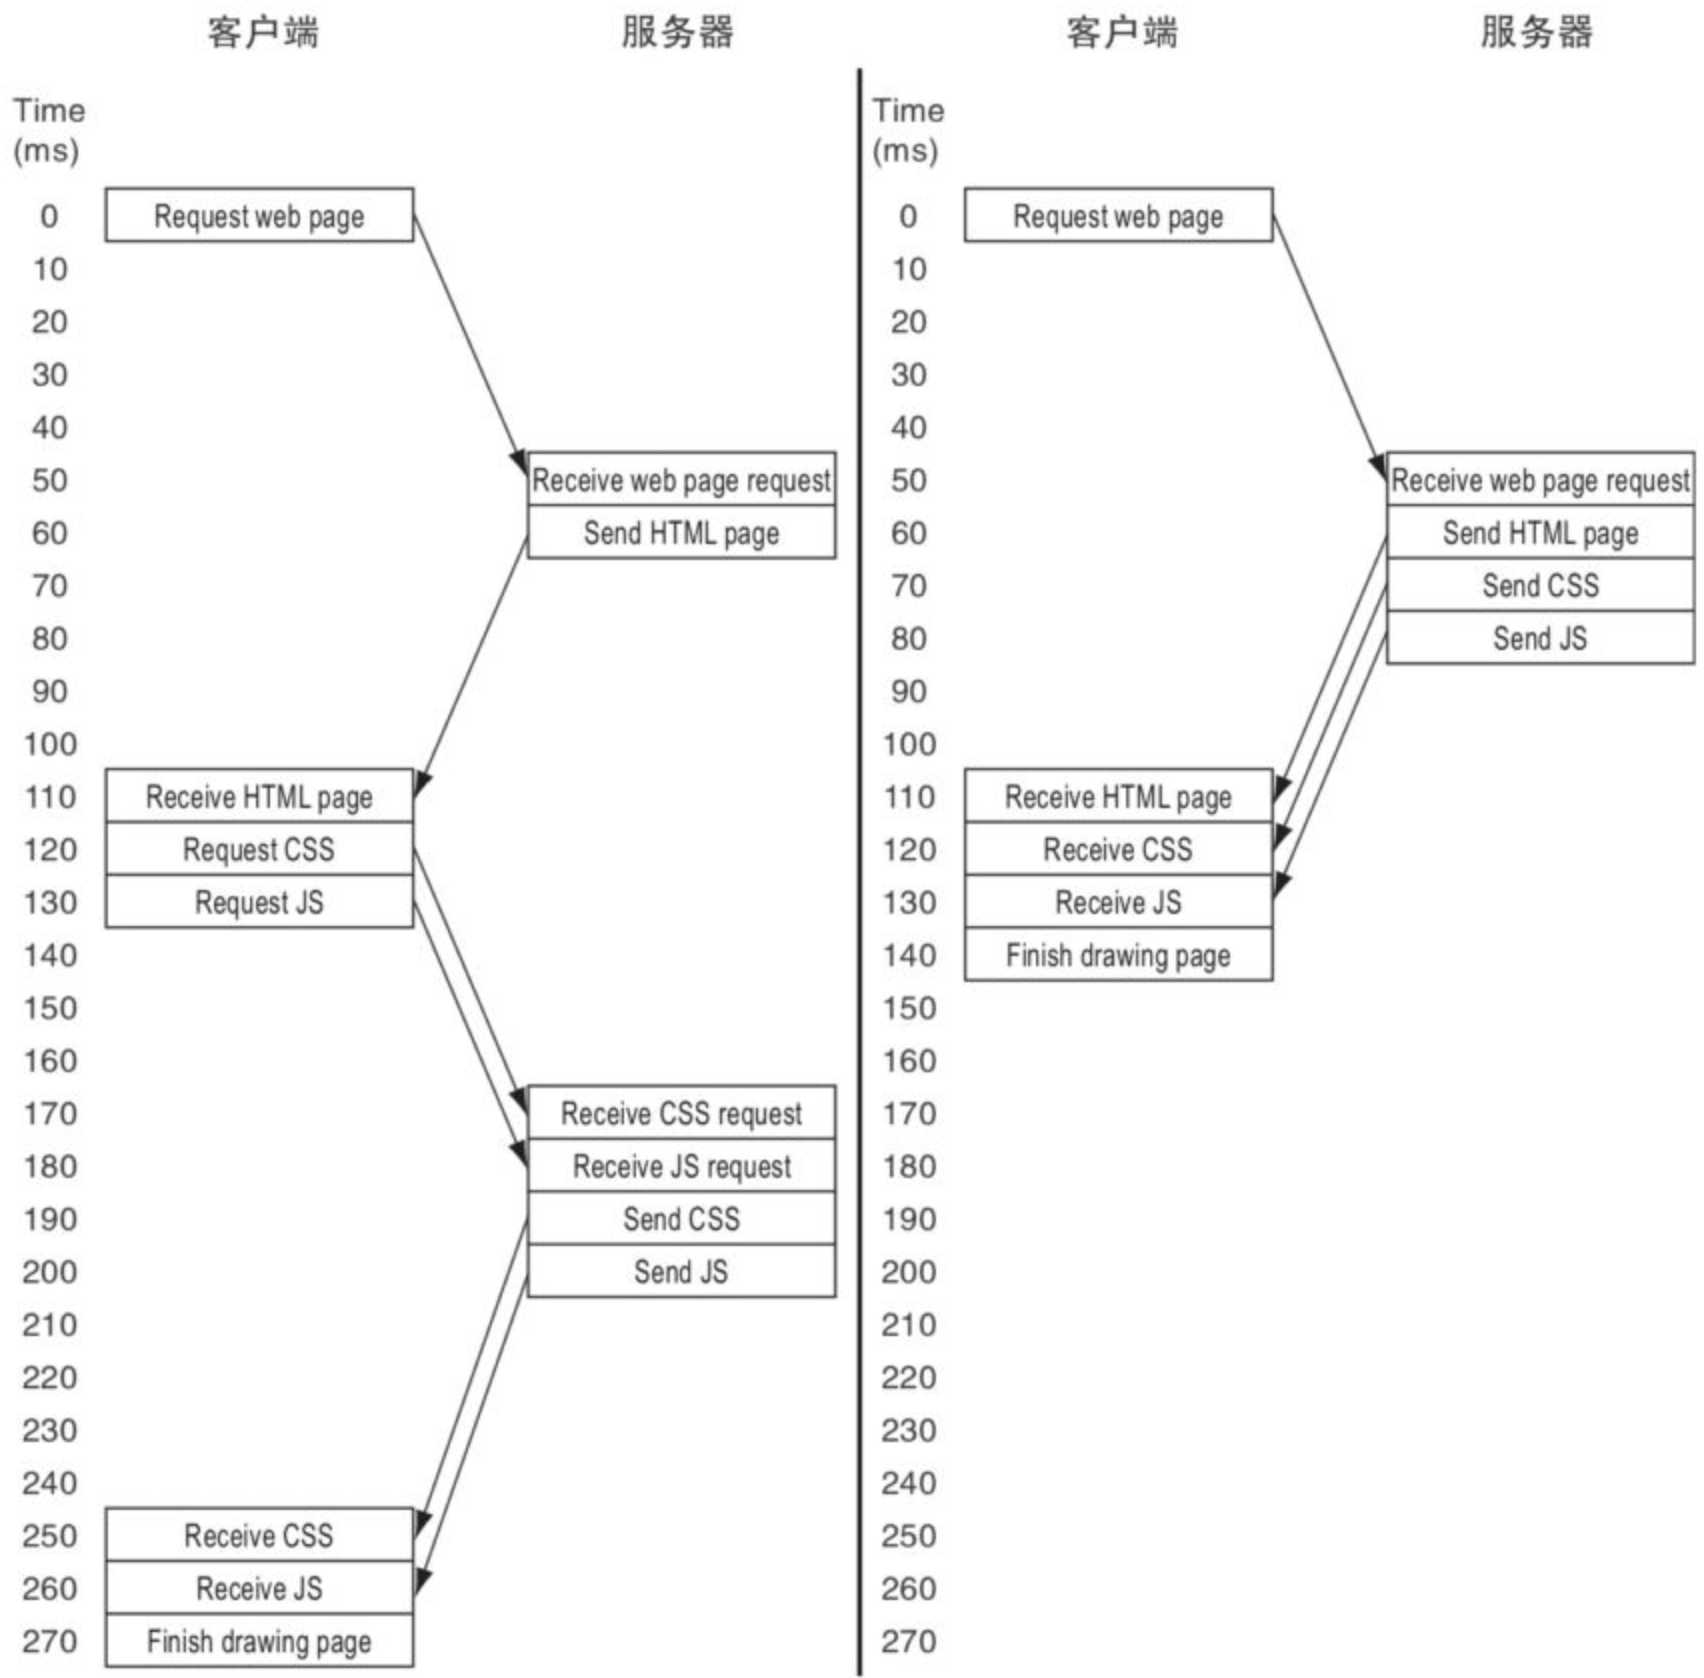 客户端 服务器
Time
(ms)
0 Request web page
10
20
30
40
50 Receive web page request
60 Send HTML page
70
80
90
100
110 Receive HTML page
120 Request CSS
130 Request JS
140
150
160
170 Receive CSS request
180 Receive JS request
190 Send CSS
200 Send JS
210
220
230
240
250 Receive CSS
260 Receive JS
270 Finish drawing page
客户端 服务器
Time
(ms)
0 Request web page
10
20
30
40
50 Receive web page request
60 Send HTML page
70 Send CSS
80 Send JS
90
100
110 Receive HTML page
120 Receive CSS
130 Receive JS
140 Finish drawing page
150
160
170
180
190
200
210
220
230
240
250
260
270